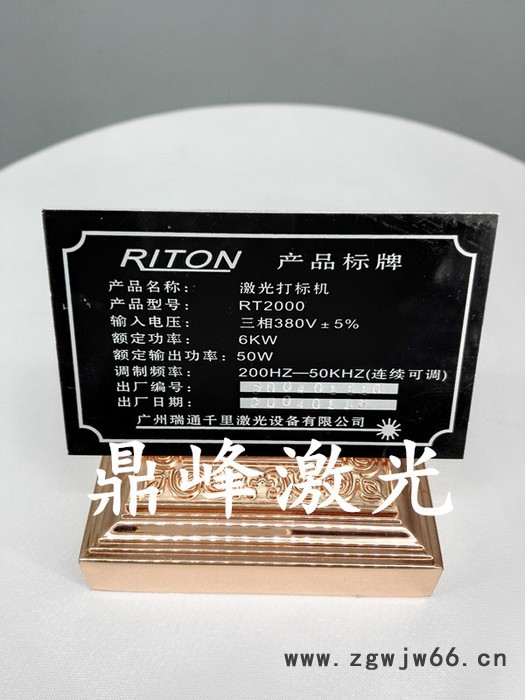 RITON 产品标牌
产品名称: 激光打标机
产品型号: RT2000
输入电压: 三相380V±5%
额定功率: 6KW
额定输出功率: 50W
调制频率: 200HZ—50KHZ(连续可调)
出厂编号:
出厂日期:
广州瑞通千里激光设备有限公司
鼎峰激光
www.zgwjw66.cn